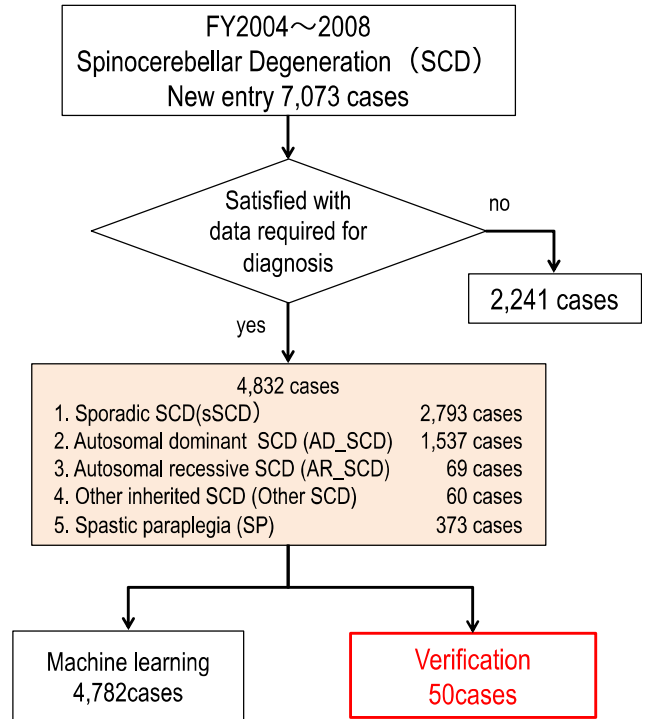 FY2004～2008
Spinocerebellar Degeneration（SCD）
New entry 7,073 cases
Satisfied with
data required for
diagnosis
no
2,241 cases
yes
4,832 cases
1. Sporadic SCD(sSCD） 2,793 cases
2. Autosomal dominant SCD (AD_SCD) 1,537 cases
3. Autosomal recessive SCD (AR_SCD) 69 cases
4. Other inherited SCD (Other SCD) 60 cases
5. Spastic paraplegia (SP) 373 cases
Machine learning
4,782cases
Verification
50cases